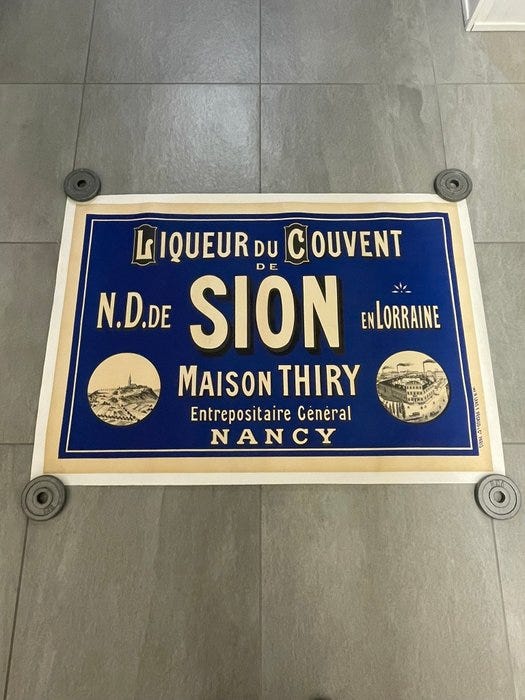 LIQUEUR DU COUVENT
DE
N.D. DE SION EN LORRAINE
MAISON THIRY
Entrepositaire Général
NANCY